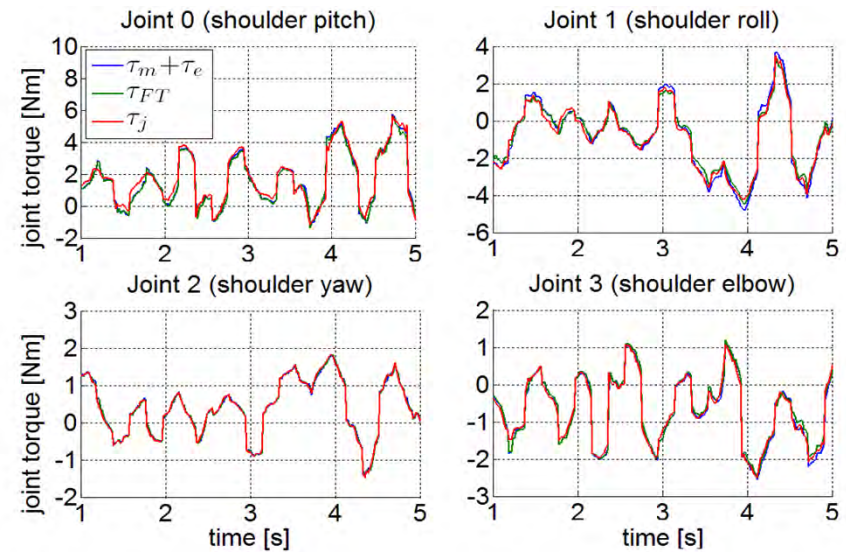 Joint 0 (shoulder pitch)
10
8
6
4
2
0
-2
joint torque [Nm]
τm+τe
τFT
τj
1 2 3 4 5
Joint 1 (shoulder roll)
4
2
0
-2
-4
-6
1 2 3 4 5
Joint 2 (shoulder yaw)
3
2
1
0
-1
-2
joint torque [Nm]
1 2 3 4 5
time [s]
Joint 3 (shoulder elbow)
2
1
0
-1
-2
-3
1 2 3 4 5
time [s]